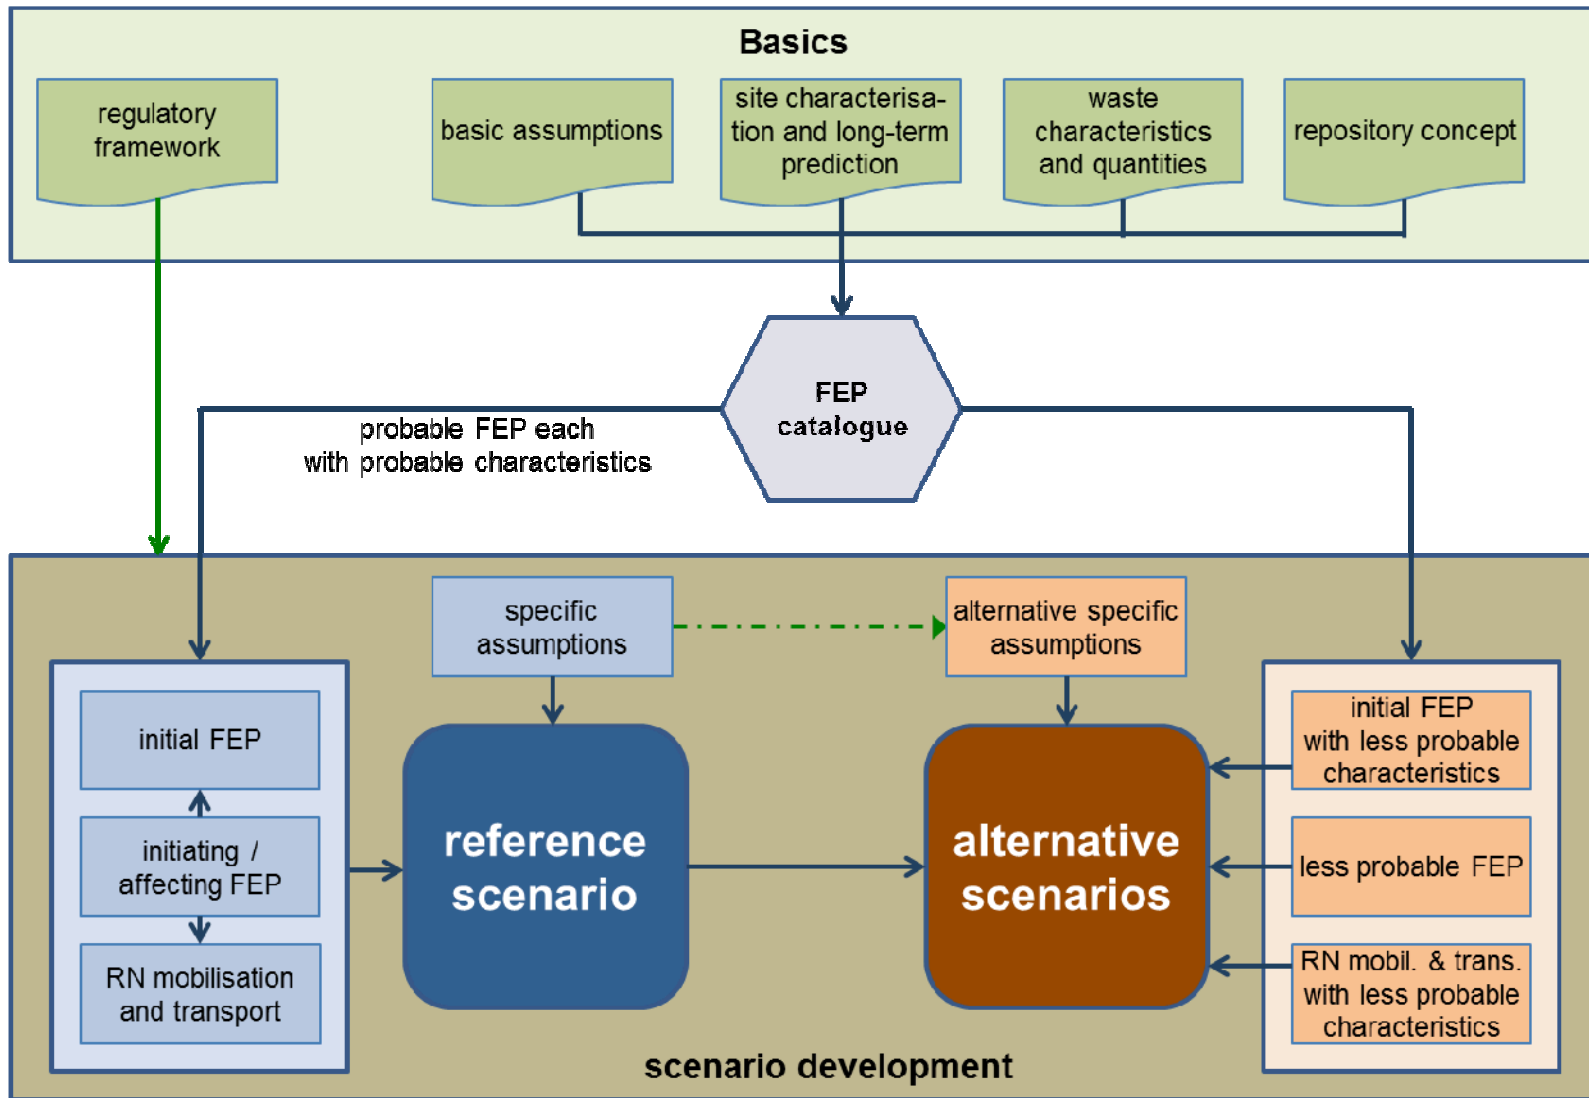 Basics
regulatory
framework
basic assumptions
site characterisa-
tion and long-term
prediction
waste
characteristics
and quantities
repository concept
FEP
catalogue
probable FEP each
with probable characteristics
specific
assumptions
alternative specific
assumptions
initial FEP
initiating /
affecting FEP
RN mobilisation
and transport
reference
scenario
alternative
scenarios
initial FEP
with less probable
characteristics
less probable FEP
RN mobil. & trans.
with less probable
characteristics
scenario development